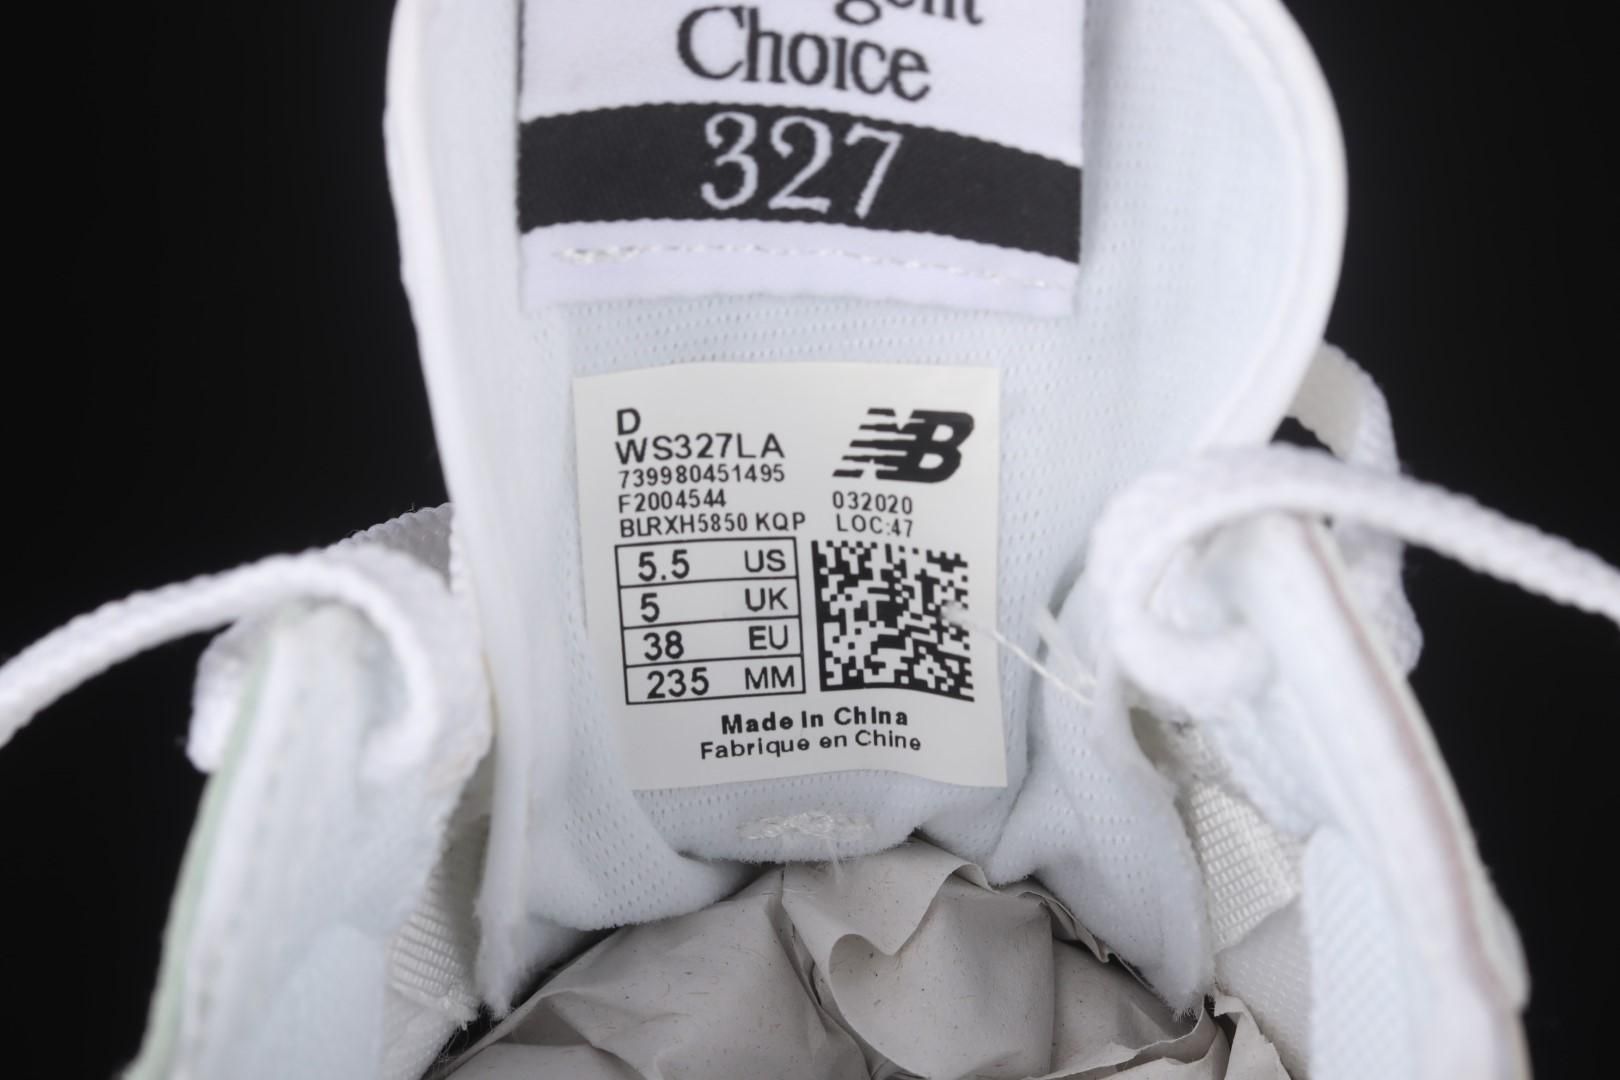 Choice
327
D
WS327LA
739980451495
F2004544
BLRXH5850 KQP
NB
032020
LOC:47
5.5 US
5 UK
38 EU
235 MM
Made In China
Fabrique en Chine